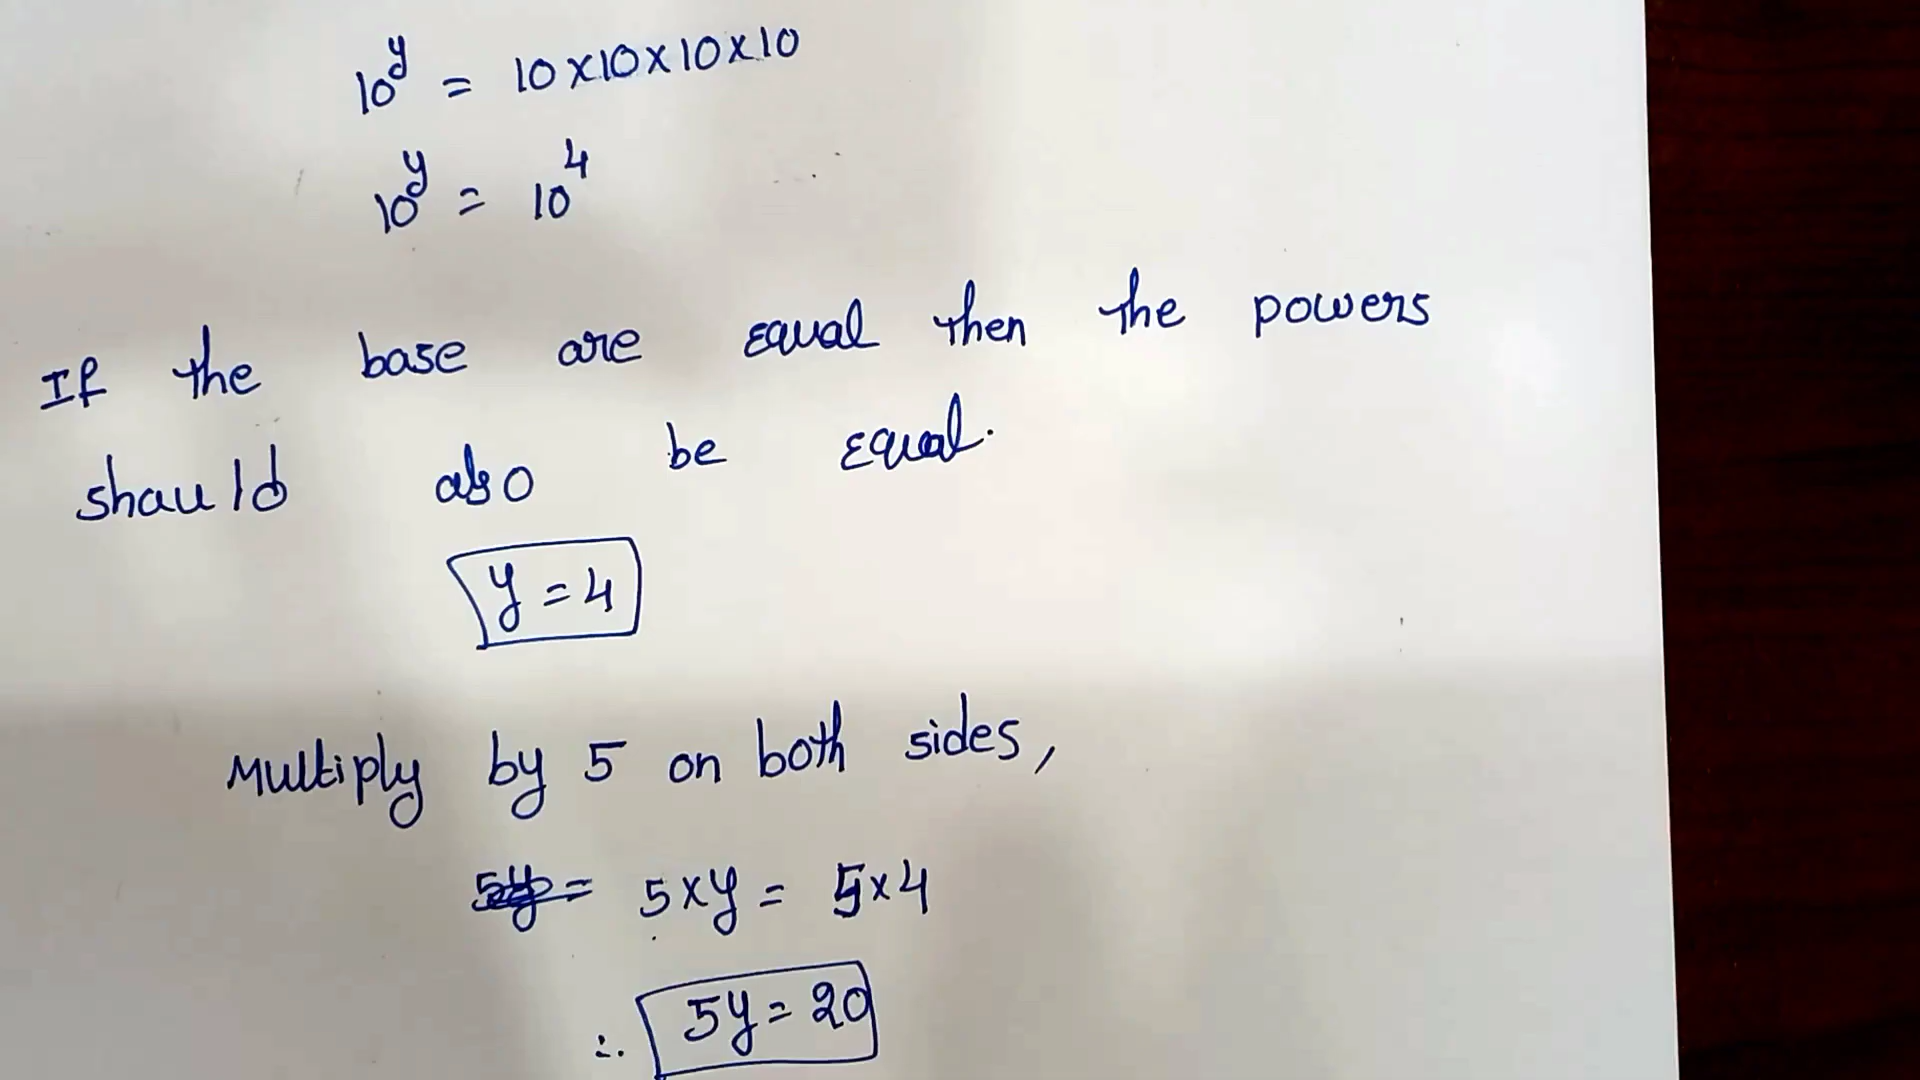 10^y = 10×10×10×10
10^y = 10^4
If the base are equal then the powers
should also be equal.
y = 4
Multiply by 5 on both sides,
5×y = 5×4
∴ 5y = 20